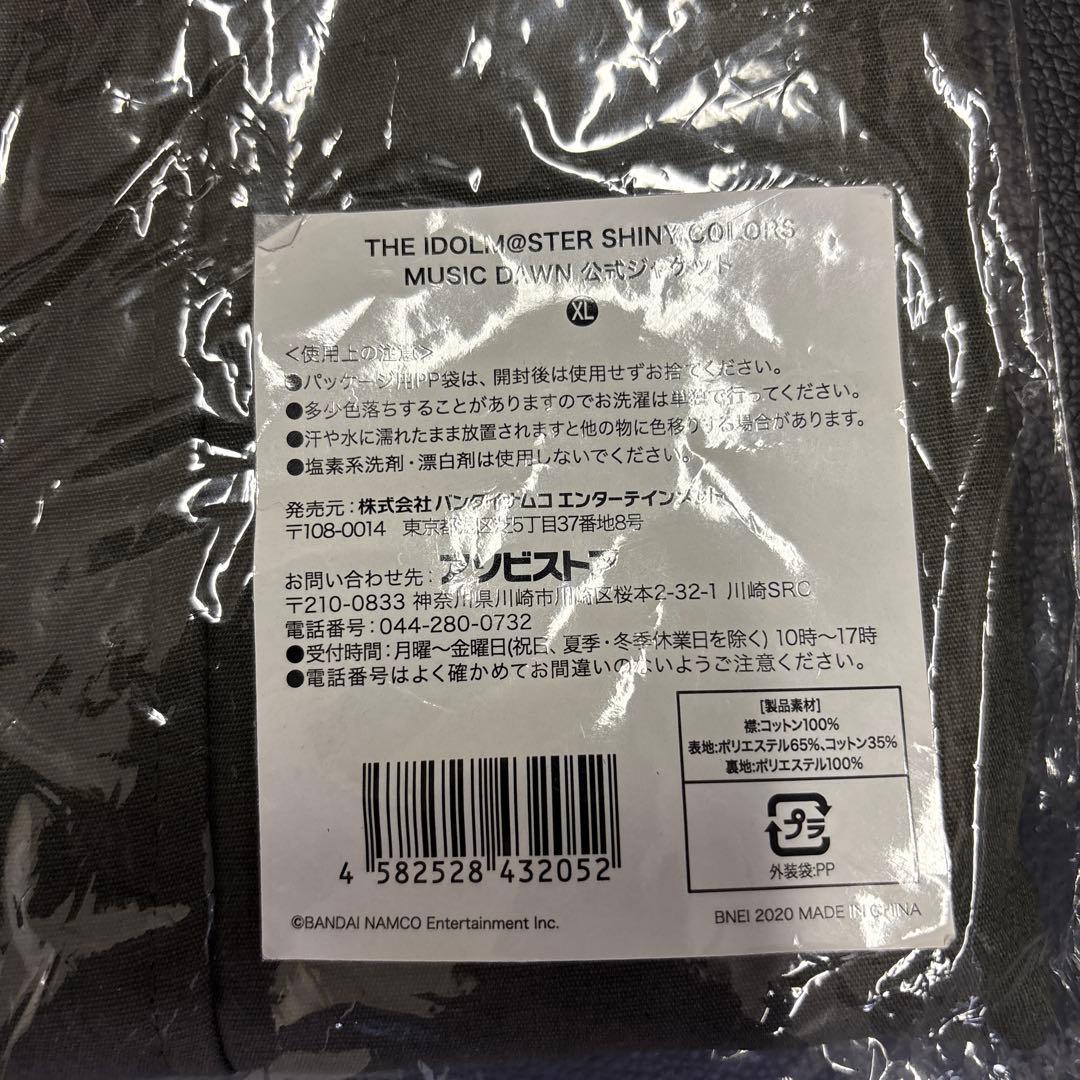 THE IDOLM@STER SHINY COLORS
MUSIC DAWN 公式ジャケット
XL
<使用上の注意>
●パッケージ用PP袋は、開封後は使用せずお捨てください。
●多少色落ちすることがありますのでお洗濯は単独で行ってください。
●汗や水に濡れたまま放置されますと他の物に色移りする場合があります。
●塩素系洗剤・漂白剤は使用しないでください。
発売元:株式会社バンダイナムコエンターテインメント
〒108-0014 東京都 区芝5丁目37番地8号
お問い合わせ先:アソビストア
〒210-0833 神奈川県川崎市川崎区桜本2-32-1 川崎SRC
電話番号:044-280-0732
●受付時間:月曜〜金曜日(祝日、夏季・冬季休業日を除く) 10時〜17時
●電話番号はよく確かめてお間違いのないようご注意ください。
[製品素材]
襟:コットン100%
表地:ポリエステル65%、コットン35%
裏地:ポリエステル100%
プラ
外装袋:PP
4 582528 432052
©BANDAI NAMCO Entertainment Inc.
BNEI 2020 MADE IN CHINA